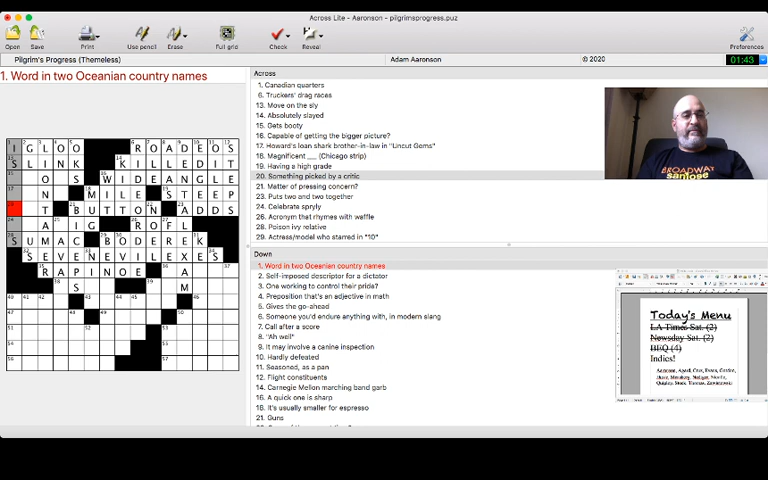 Across Lite - Aaronson - pilgrimsprogress.puz
Open Save Print Use pencil Erase Full grid Check Reveal Preferences
Pilgrim's Progress (Themeless) Adam Aaronson © 2020 01:43
1. Word in two Oceanian country names
Across
1. Canadian quarters
6. Truckers' drag races
13. Move on the sly
14. Absolutely slayed
15. Gets booty
16. Capable of getting the bigger picture?
17. Howard's loan shark brother-in-law in "Uncut Gems"
18. Magnificent ___ (Chicago strip)
19. Having a high grade
20. Something picked by a critic
21. Matter of pressing concern?
23. Puts two and two together
24. Celebrate spryly
26. Acronym that rhymes with waffle
28. Poison ivy relative
29. Actress/model who starred in "10"
Down
1. Word in two Oceanian country names
2. Self-imposed descriptor for a dictator
3. One working to control their pride?
4. Preposition that's an adjective in math
5. Gives the go-ahead
6. Someone you'd endure anything with, in modern slang
7. Call after a score
8. "Ah well"
9. It may involve a canine inspection
10. Hardly defeated
11. Seasoned, as a pan
12. Flight constituents
14. Carnegie Mellon marching band garb
16. A quick one is sharp
18. It's usually smaller for espresso
21. Guns
IGLOO ROADEOS
SLINK KILLEDIT
O S WIDEANGLE
N MILE STEEP
T BUTTON ADDS
A IG ROFL
SUMAC BODEREK
SEVENEVILEXES
RAPINOE A
BROADWAY
san jose
Today's Menu
LA Times Sat. (2)
Newsday Sat. (2)
BEQ (4)
Indies!